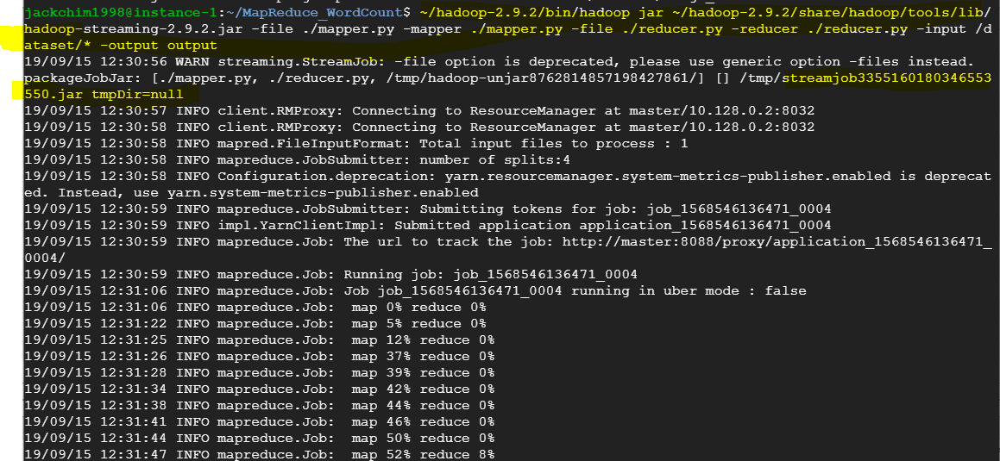 jackchim1998@instance-1:~/MapReduce_WordCount$ ~/hadoop-2.9.2/bin/hadoop jar ~/hadoop-2.9.2/share/hadoop/tools/lib/
hadoop-streaming-2.9.2.jar -file ./mapper.py -mapper ./mapper.py -file ./reducer.py -reducer ./reducer.py -input /d
ataset/* -output output
19/09/15 12:30:56 WARN streaming.StreamJob: -file option is deprecated, please use generic option -files instead.
packageJobJar: [./mapper.py, ./reducer.py, /tmp/hadoop-unjar8762814857198427861/] [] /tmp/streamjob3355160180346553
550.jar tmpDir=null
19/09/15 12:30:57 INFO client.RMProxy: Connecting to ResourceManager at master/10.128.0.2:8032
19/09/15 12:30:58 INFO client.RMProxy: Connecting to ResourceManager at master/10.128.0.2:8032
19/09/15 12:30:58 INFO mapred.FileInputFormat: Total input files to process : 1
19/09/15 12:30:58 INFO mapreduce.JobSubmitter: number of splits:4
19/09/15 12:30:58 INFO Configuration.deprecation: yarn.resourcemanager.system-metrics-publisher.enabled is deprecat
ed. Instead, use yarn.system-metrics-publisher.enabled
19/09/15 12:30:59 INFO mapreduce.JobSubmitter: Submitting tokens for job: job_1568546136471_0004
19/09/15 12:30:59 INFO impl.YarnClientImpl: Submitted application application_1568546136471_0004
19/09/15 12:30:59 INFO mapreduce.Job: The url to track the job: http://master:8088/proxy/application_1568546136471_
0004/
19/09/15 12:30:59 INFO mapreduce.Job: Running job: job_1568546136471_0004
19/09/15 12:31:06 INFO mapreduce.Job: Job job_1568546136471_0004 running in uber mode : false
19/09/15 12:31:06 INFO mapreduce.Job:  map 0% reduce 0%
19/09/15 12:31:22 INFO mapreduce.Job:  map 5% reduce 0%
19/09/15 12:31:25 INFO mapreduce.Job:  map 12% reduce 0%
19/09/15 12:31:26 INFO mapreduce.Job:  map 37% reduce 0%
19/09/15 12:31:28 INFO mapreduce.Job:  map 39% reduce 0%
19/09/15 12:31:34 INFO mapreduce.Job:  map 42% reduce 0%
19/09/15 12:31:38 INFO mapreduce.Job:  map 44% reduce 0%
19/09/15 12:31:41 INFO mapreduce.Job:  map 46% reduce 0%
19/09/15 12:31:44 INFO mapreduce.Job:  map 50% reduce 0%
19/09/15 12:31:47 INFO mapreduce.Job:  map 52% reduce 8%